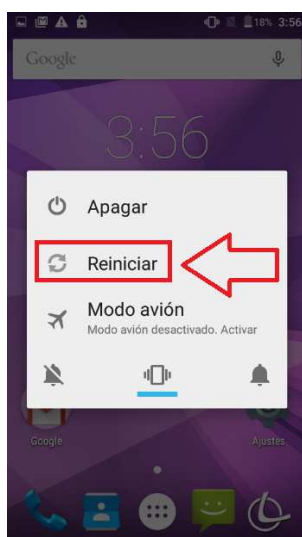 18% 3:56
Google
3:56
Apagar
Reiniciar
Modo avión
Modo avión desactivado. Activar
Google
Ajustes